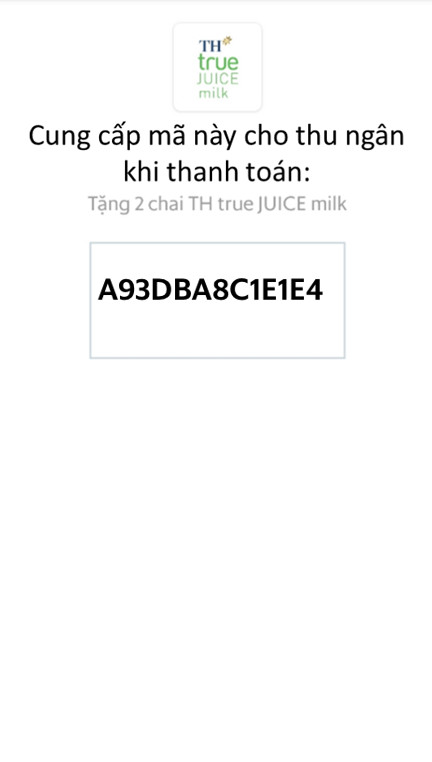 TH
true
JUICE
milk
Cung cấp mã này cho thu ngân
khi thanh toán:
Tặng 2 chai TH true JUICE milk
A93DBA8C1E1E4